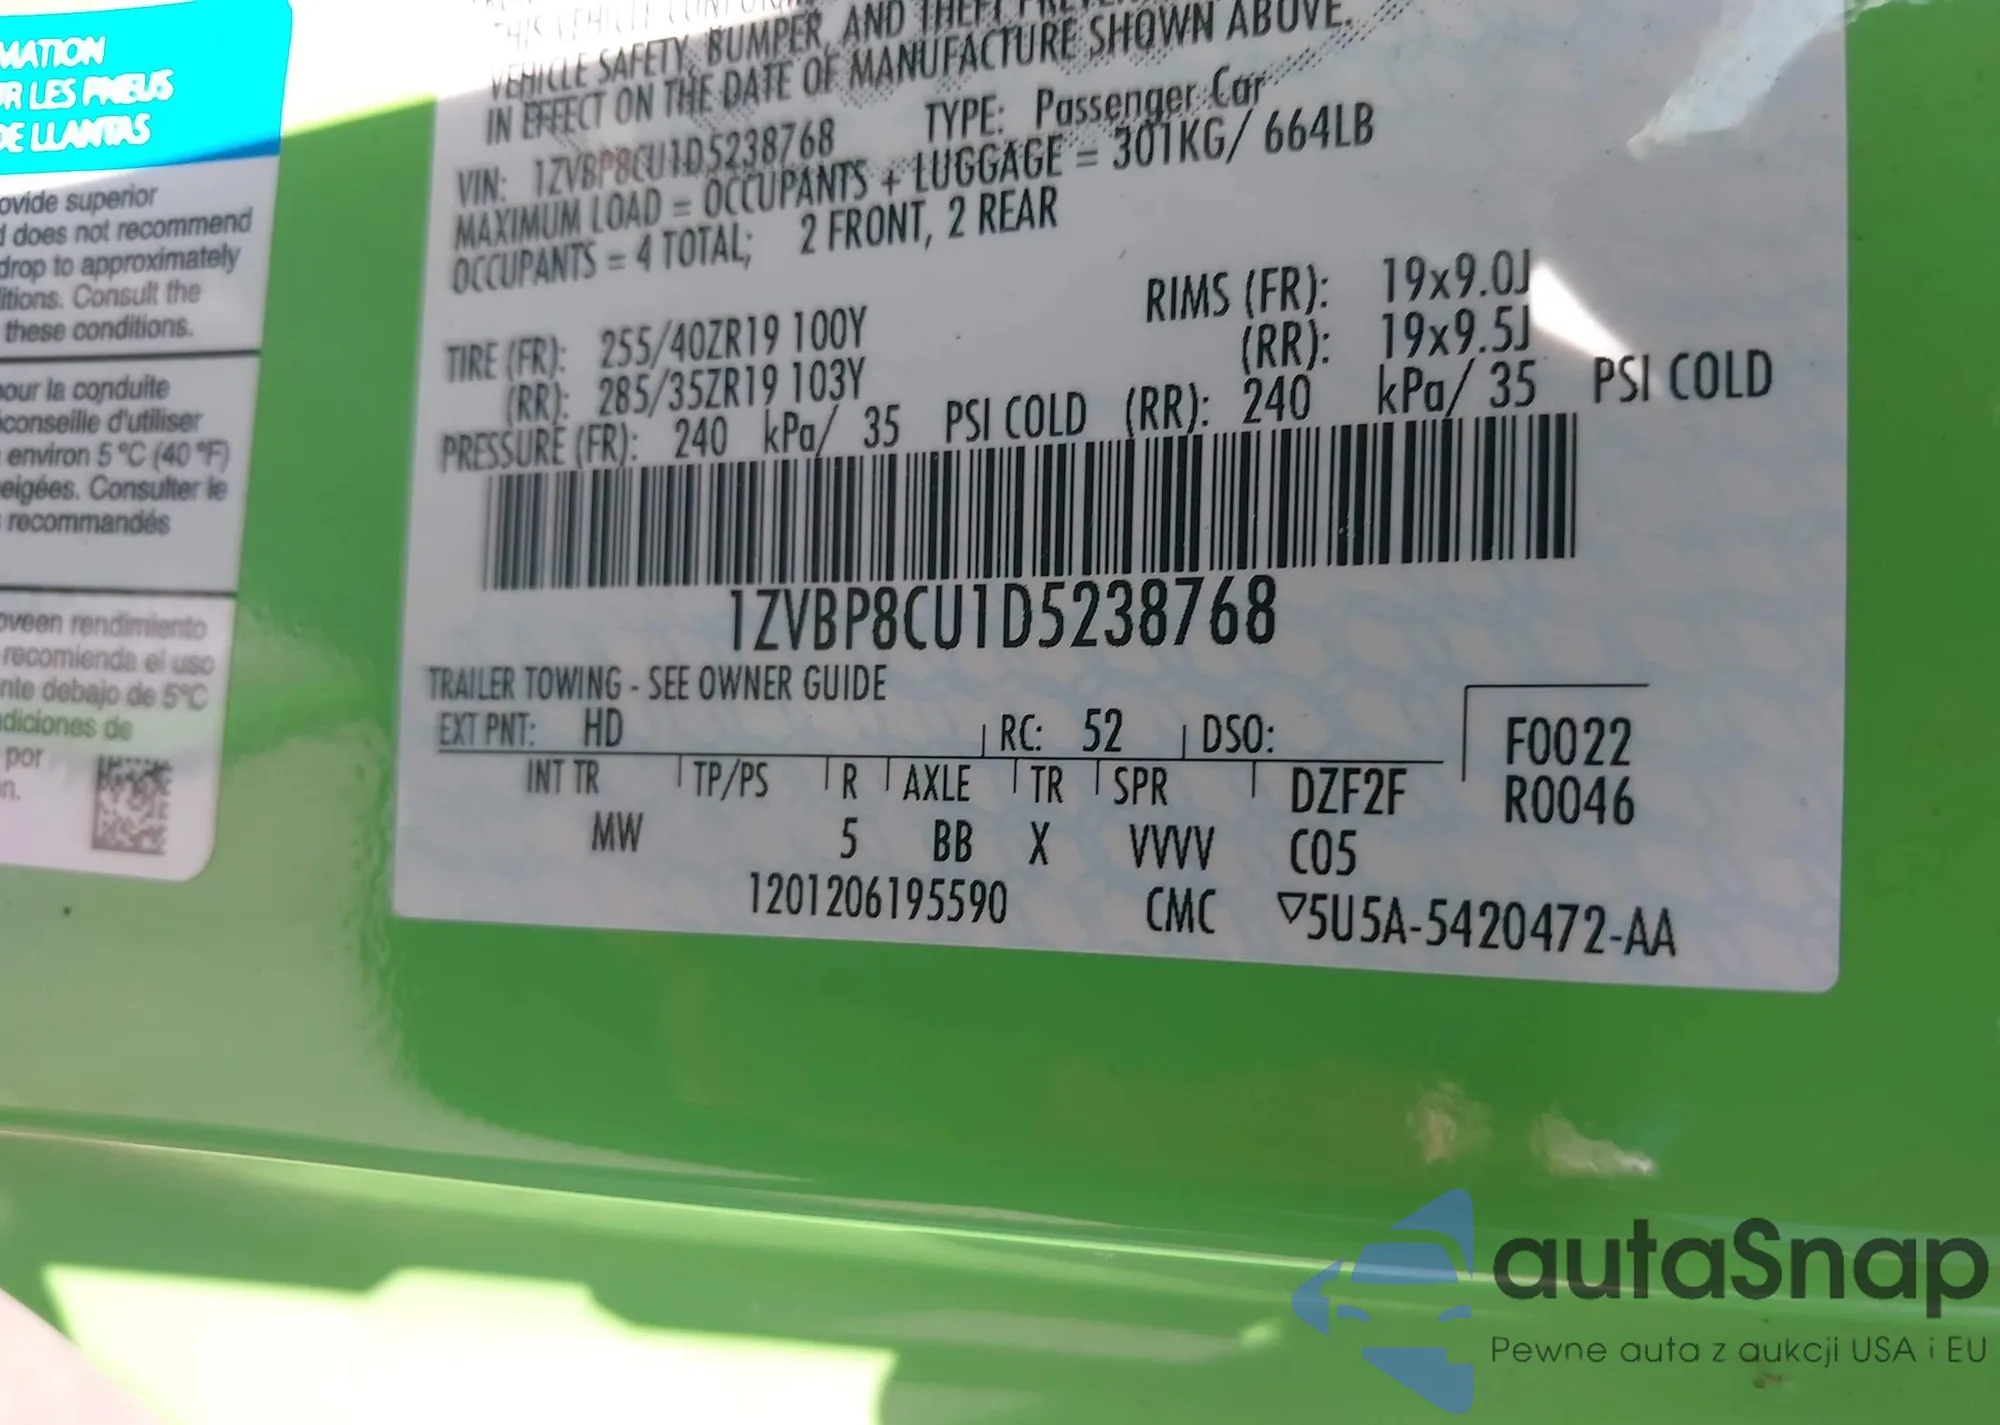 MATION
UR LES PNEUS
DE LLANTAS
ovide superior
d does not recommend
drop to approximately
itions. Consult the
these conditions.
pour la conduite
éconseille d'utiliser
environ 5 °C (40 °F)
eigées. Consulter le
recommandés
oveen rendimiento
recomienda el uso
nte debajo de 5°C
ndiciones de
por
n.
THIS VEHICLE
VEHICLE SAFETY, BUMPER, AND THEFT
IN EFFECT ON THE DATE OF MANUFACTURE SHOWN ABOVE.
VIN: 1ZVBP8CU1D5238768 TYPE: Passenger Car
MAXIMUM LOAD = OCCUPANTS + LUGGAGE = 301KG/ 664LB
OCCUPANTS = 4 TOTAL; 2 FRONT, 2 REAR
TIRE (FR): 255/40ZR19 100Y RIMS (FR): 19x9.0J
(RR): 285/35ZR19 103Y (RR): 19x9.5J
PRESSURE (FR): 240 kPa/ 35 PSI COLD (RR): 240 kPa/ 35 PSI COLD
1ZVBP8CU1D5238768
TRAILER TOWING - SEE OWNER GUIDE
EXT PNT: HD RC: 52 DSO: F0022
INT TR TP/PS R AXLE TR SPR DZF2F R0046
MW 5 BB X VVVV C05
1201206195590 CMC ▽5U5A-5420472-AA
autaSnap
Pewne auta z aukcji USA i EU